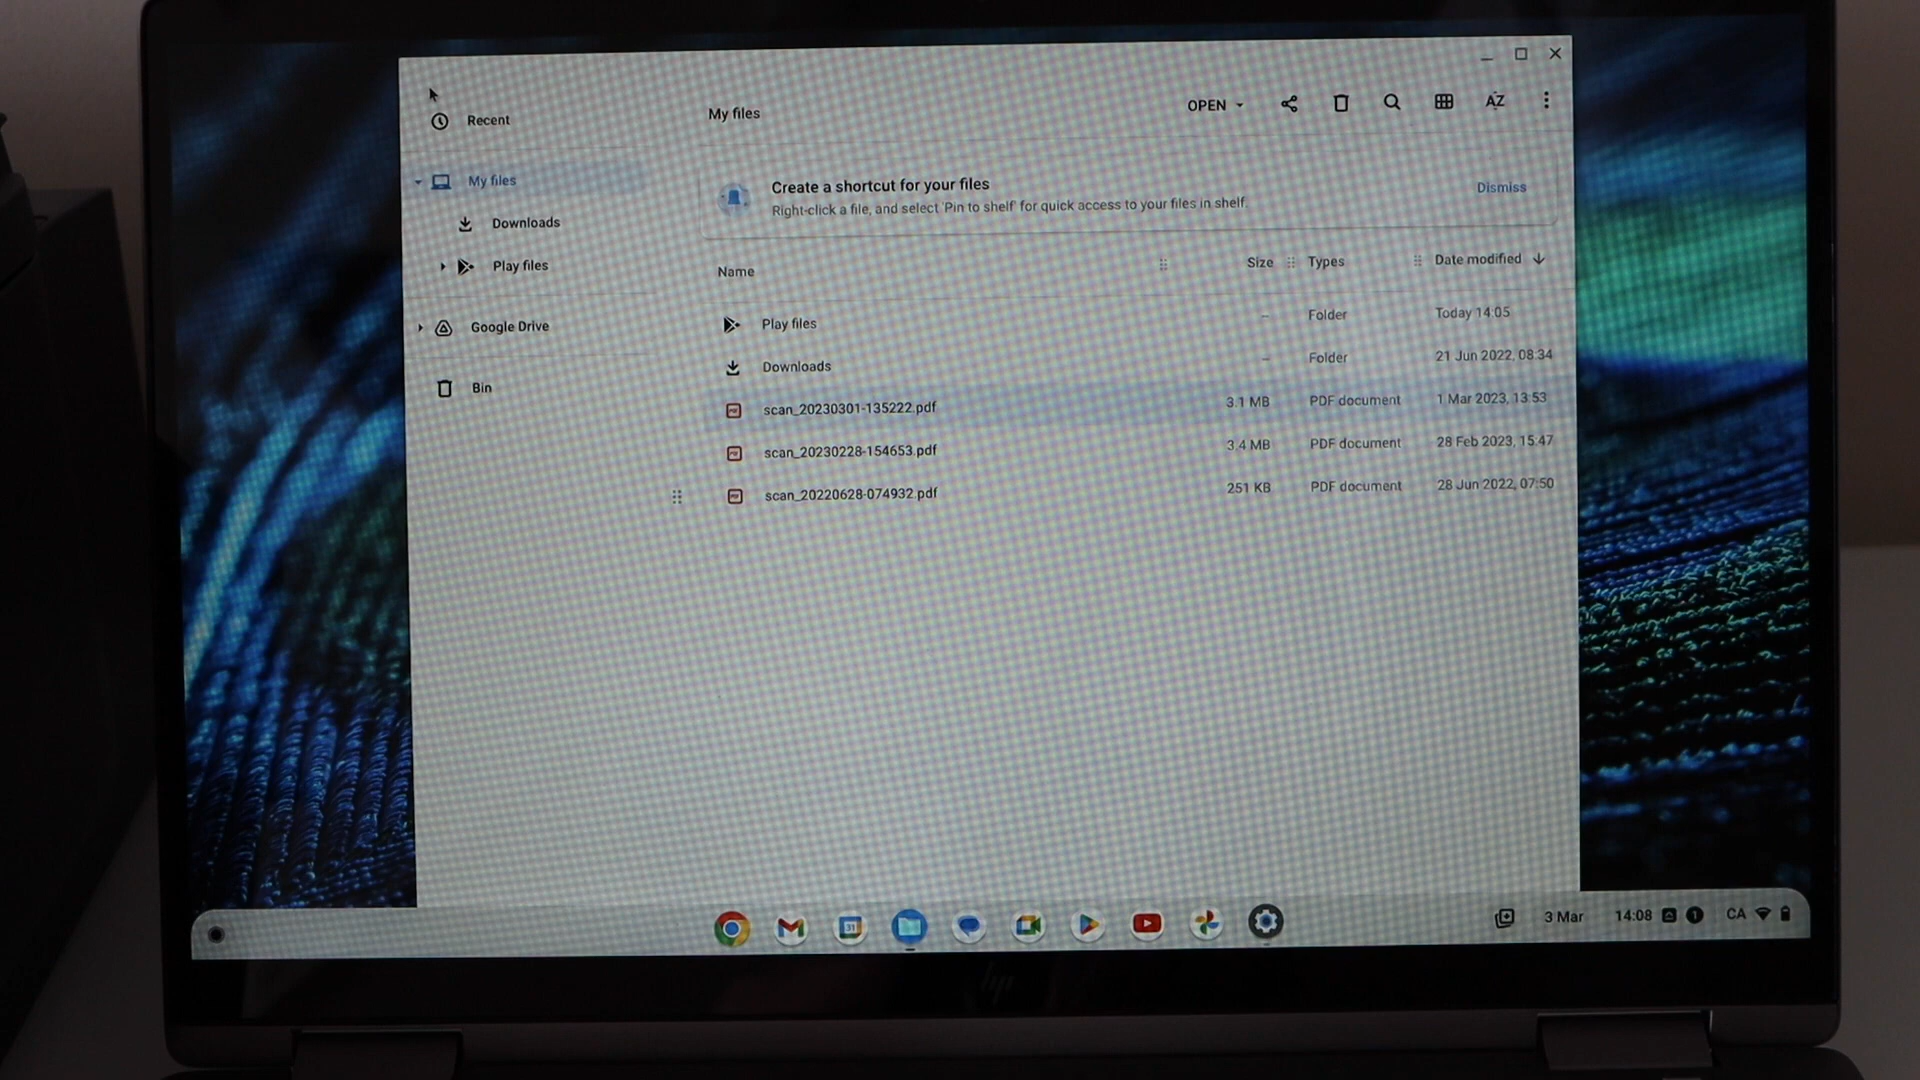 Recent
My files
Downloads
Play files
Google Drive
Bin
My files
OPEN
AZ
Create a shortcut for your files
Right-click a file, and select 'Pin to shelf' for quick access to your files in shelf.
Dismiss
Name Size Types Date modified
Play files – Folder Today 14:05
Downloads – Folder 21 Jun 2022, 08:34
scan_20230301-135222.pdf 3.1 MB PDF document 1 Mar 2023, 13:53
scan_20230228-154653.pdf 3.4 MB PDF document 28 Feb 2023, 15:47
scan_20220628-074932.pdf 251 KB PDF document 28 Jun 2022, 07:50
31
3 Mar 14:08 1 CA
hp